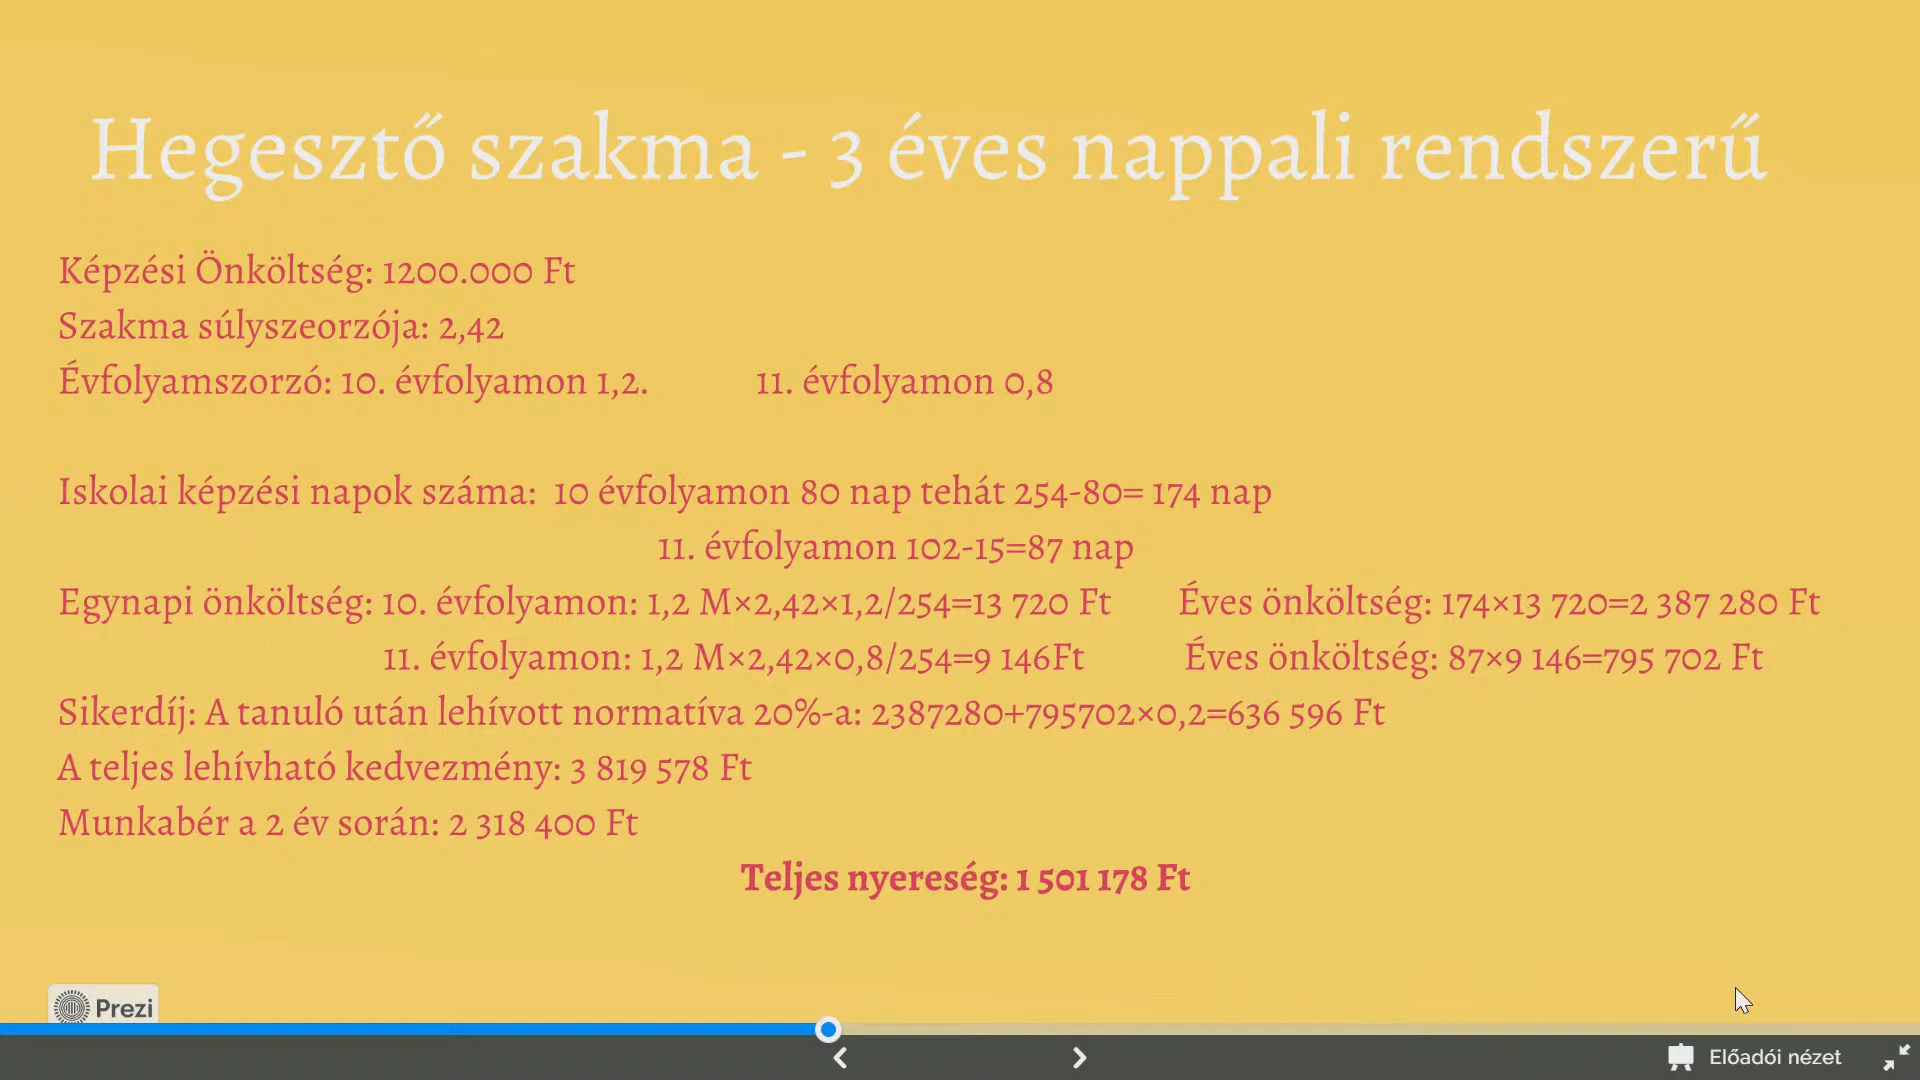 Hegesztő szakma - 3 éves nappali rendszerű
Képzési Önköltség: 1200.000 Ft
Szakma súlyszeorzója: 2,42
Évfolyamszorzó: 10. évfolyamon 1,2. 11. évfolyamon 0,8
Iskolai képzési napok száma: 10 évfolyamon 80 nap tehát 254-80= 174 nap
11. évfolyamon 102-15=87 nap
Egynapi önköltség: 10. évfolyamon: 1,2 M×2,42×1,2/254=13 720 Ft Éves önköltség: 174×13 720=2 387 280 Ft
11. évfolyamon: 1,2 M×2,42×0,8/254=9 146Ft Éves önköltség: 87×9 146=795 702 Ft
Sikerdíj: A tanuló után lehívott normatíva 20%-a: 2387280+795702×0,2=636 596 Ft
A teljes lehívható kedvezmény: 3 819 578 Ft
Munkabér a 2 év során: 2 318 400 Ft
Teljes nyereség: 1 501 178 Ft
Prezi
Előadói nézet